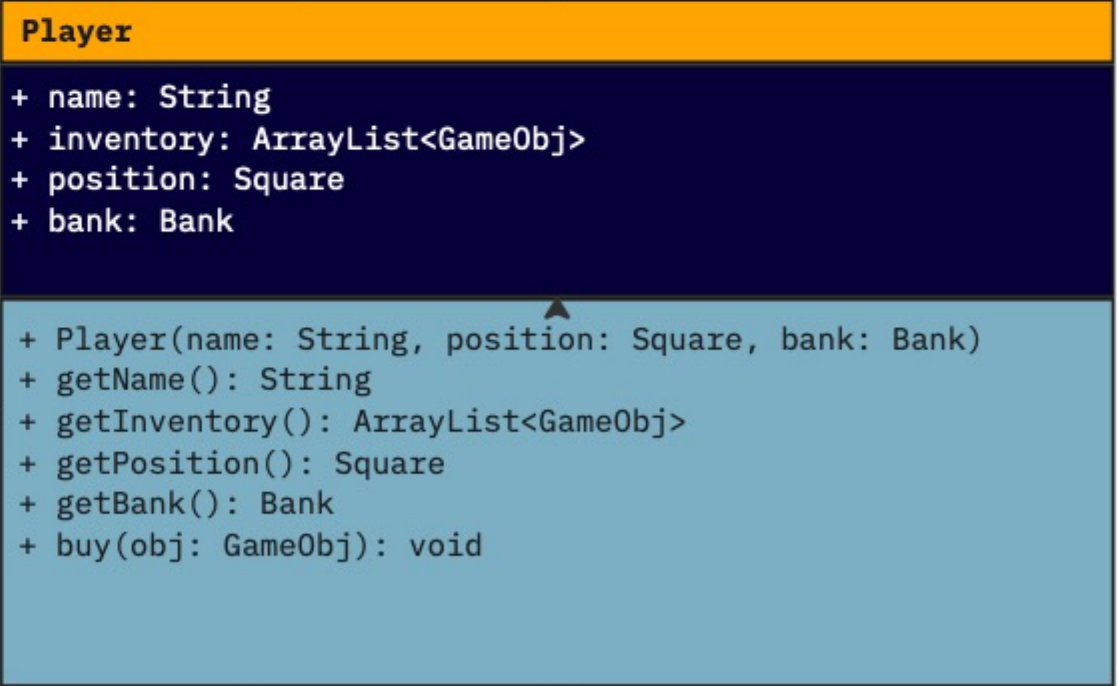 Player
+ name: String
+ inventory: ArrayList<GameObj>
+ position: Square
+ bank: Bank
+ Player(name: String, position: Square, bank: Bank)
+ getName(): String
+ getInventory(): ArrayList<GameObj>
+ getPosition(): Square
+ getBank(): Bank
+ buy(obj: GameObj): void